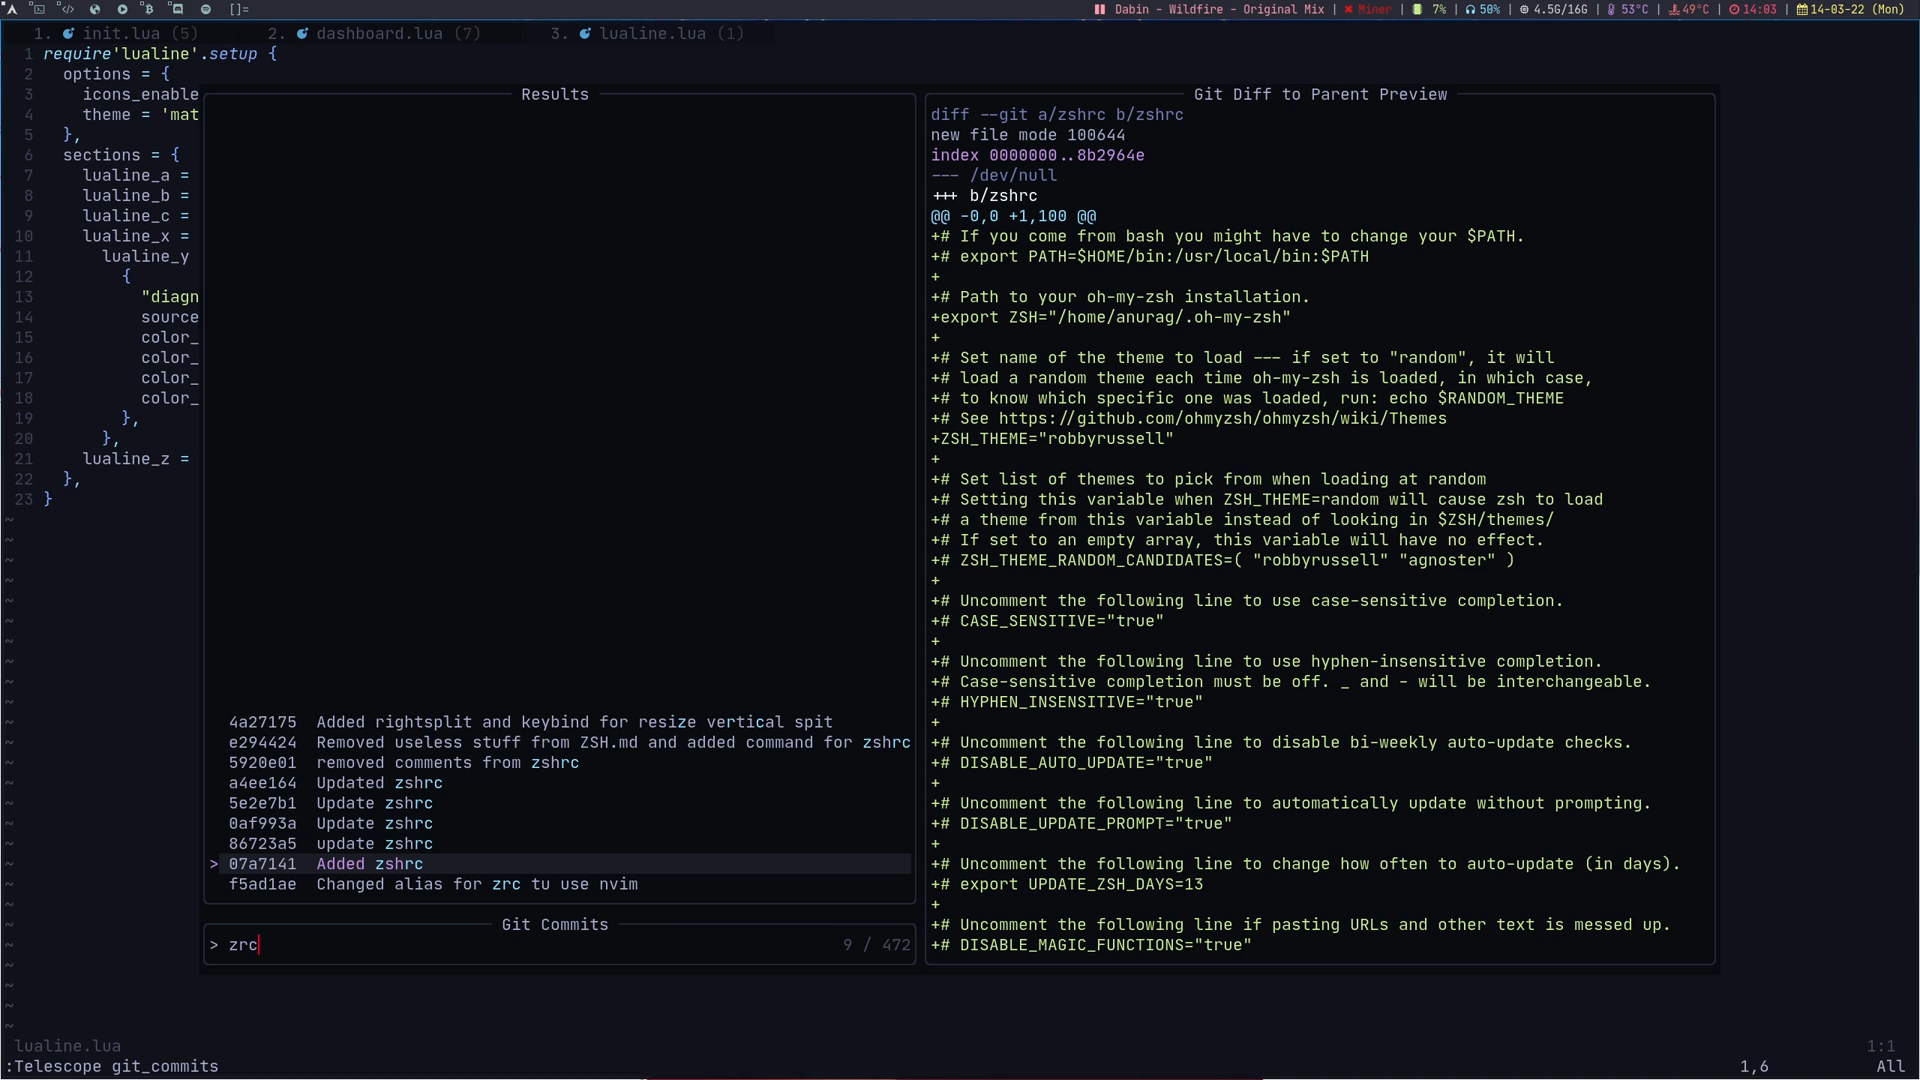 []=
Dabin - Wildfire - Original Mix | Miner | 7% | 50% | 4.5G/16G | 53°C | 49°C | 14:03 | 14-03-22 (Mon)
1. init.lua (5) 2. dashboard.lua (7) 3. lualine.lua (1)
1 require'lualine'.setup {
2 options = {
3 icons_enable
4 theme = 'mat
5 },
6 sections = {
7 lualine_a =
8 lualine_b =
9 lualine_c =
10 lualine_x =
11 lualine_y
12 {
13 "diagn
14 source
15 color_
16 color_
17 color_
18 color_
19 },
20 },
21 lualine_z =
22 },
23 }
Results
4a27175 Added rightsplit and keybind for resize vertical spit
e294424 Removed useless stuff from ZSH.md and added command for zshrc
5920e01 removed comments from zshrc
a4ee164 Updated zshrc
5e2e7b1 Update zshrc
0af993a Update zshrc
86723a5 update zshrc
> 07a7141 Added zshrc
f5ad1ae Changed alias for zrc tu use nvim
Git Commits
> zrc 9 / 472
Git Diff to Parent Preview
diff --git a/zshrc b/zshrc
new file mode 100644
index 0000000..8b2964e
--- /dev/null
+++ b/zshrc
@@ -0,0 +1,100 @@
+# If you come from bash you might have to change your $PATH.
+# export PATH=$HOME/bin:/usr/local/bin:$PATH
+
+# Path to your oh-my-zsh installation.
+export ZSH="/home/anurag/.oh-my-zsh"
+
+# Set name of the theme to load --- if set to "random", it will
+# load a random theme each time oh-my-zsh is loaded, in which case,
+# to know which specific one was loaded, run: echo $RANDOM_THEME
+# See https://github.com/ohmyzsh/ohmyzsh/wiki/Themes
+ZSH_THEME="robbyrussell"
+
+# Set list of themes to pick from when loading at random
+# Setting this variable when ZSH_THEME=random will cause zsh to load
+# a theme from this variable instead of looking in $ZSH/themes/
+# If set to an empty array, this variable will have no effect.
+# ZSH_THEME_RANDOM_CANDIDATES=( "robbyrussell" "agnoster" )
+
+# Uncomment the following line to use case-sensitive completion.
+# CASE_SENSITIVE="true"
+
+# Uncomment the following line to use hyphen-insensitive completion.
+# Case-sensitive completion must be off. _ and - will be interchangeable.
+# HYPHEN_INSENSITIVE="true"
+
+# Uncomment the following line to disable bi-weekly auto-update checks.
+# DISABLE_AUTO_UPDATE="true"
+
+# Uncomment the following line to automatically update without prompting.
+# DISABLE_UPDATE_PROMPT="true"
+
+# Uncomment the following line to change how often to auto-update (in days).
+# export UPDATE_ZSH_DAYS=13
+
+# Uncomment the following line if pasting URLs and other text is messed up.
+# DISABLE_MAGIC_FUNCTIONS="true"
lualine.lua 1:1
:Telescope git_commits 1,6 All